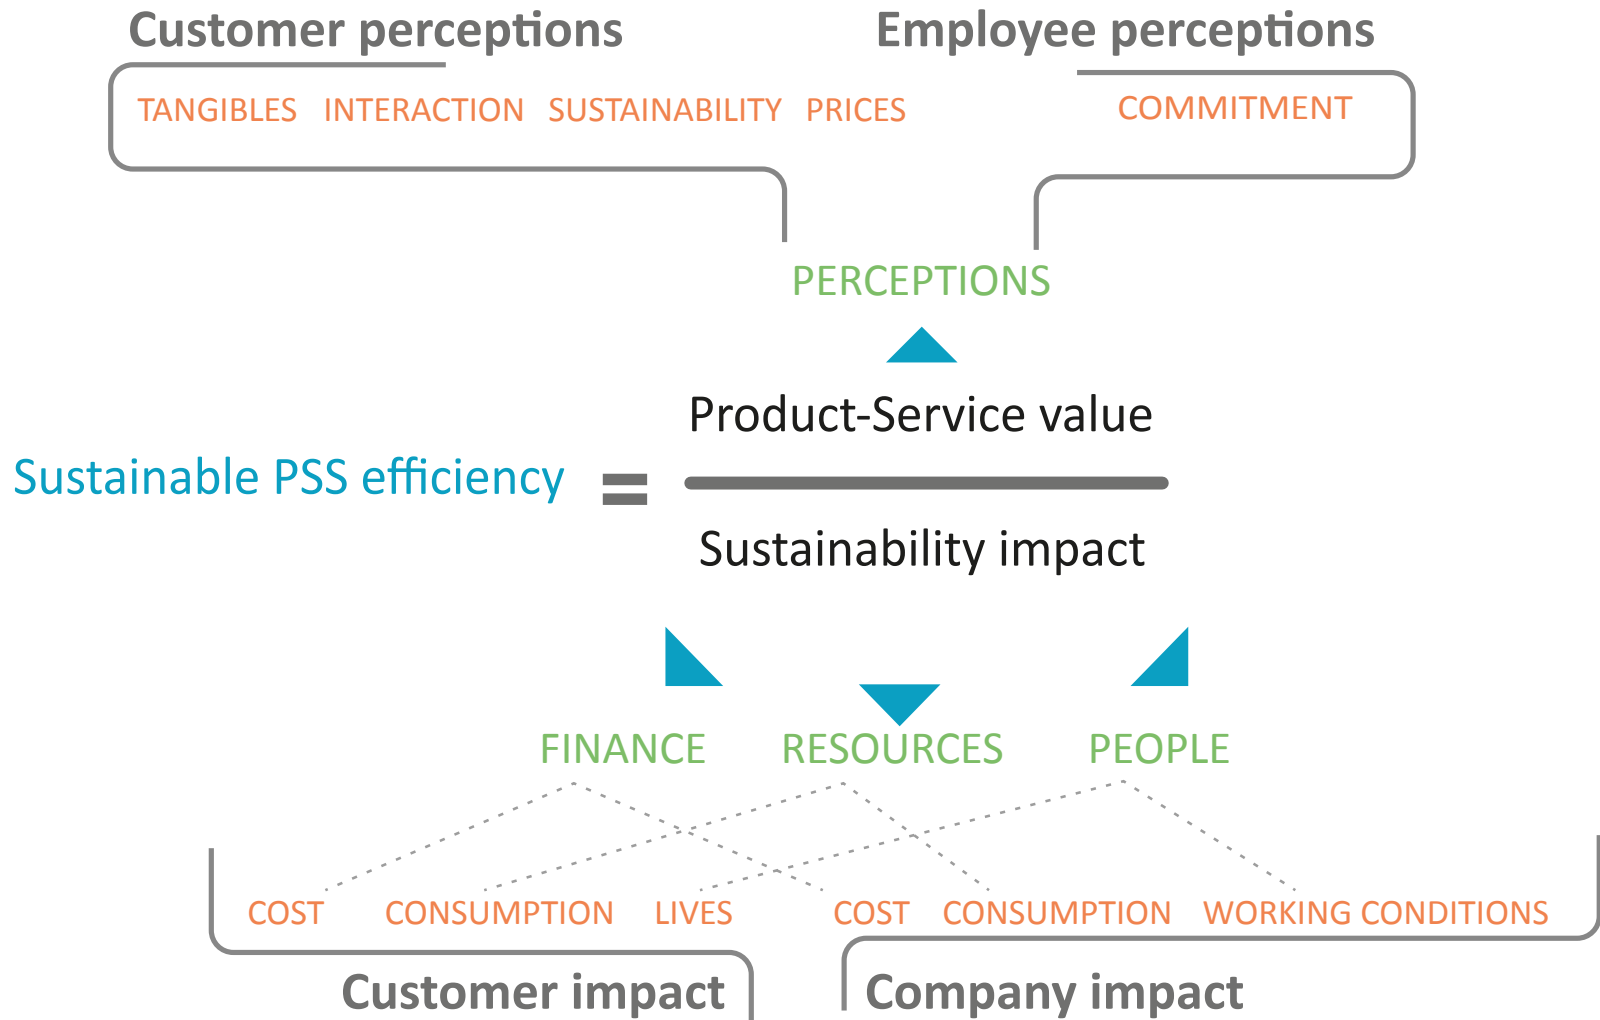 Customer perceptions
Employee perceptions
TANGIBLES INTERACTION SUSTAINABILITY PRICES
COMMITMENT
PERCEPTIONS
Product-Service value
Sustainable PSS efficiency =
Sustainability impact
FINANCE RESOURCES PEOPLE
COST CONSUMPTION LIVES
COST CONSUMPTION WORKING CONDITIONS
Customer impact
Company impact